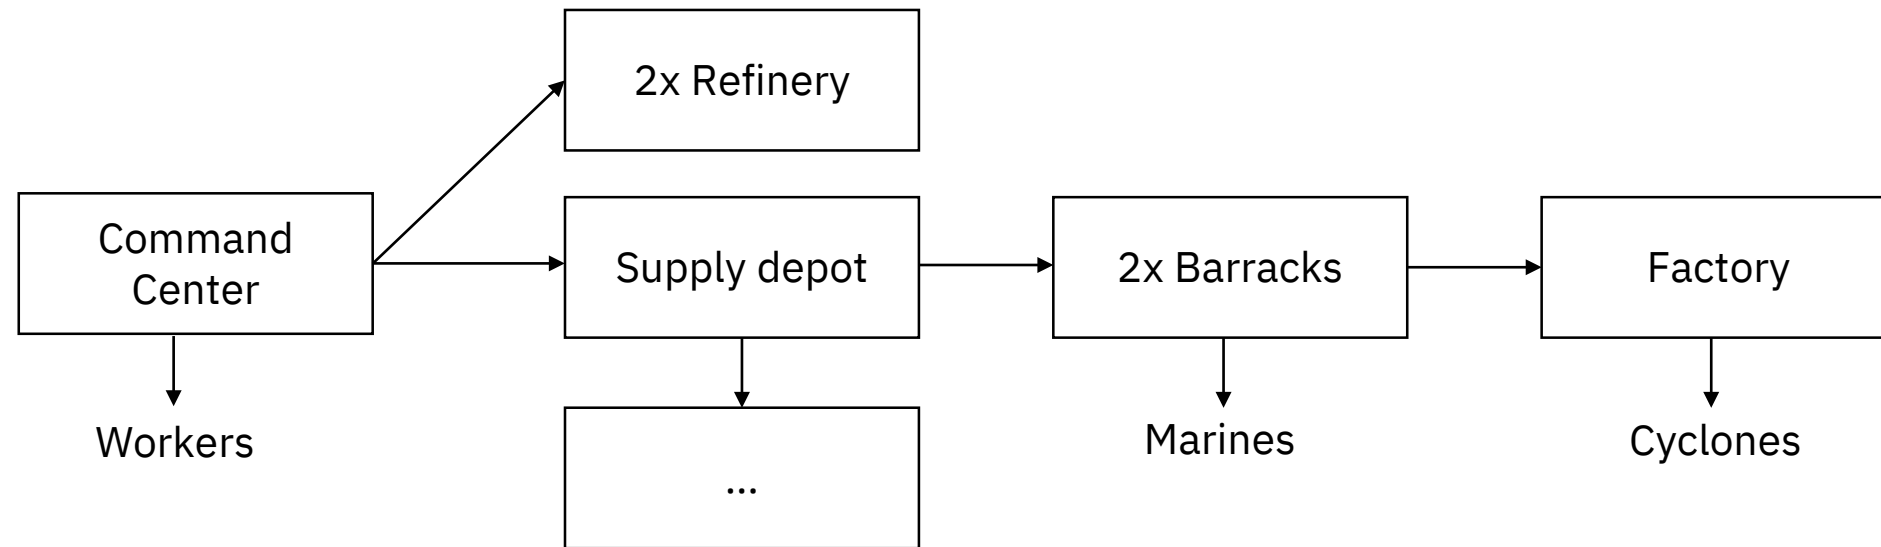 2x Refinery
Command
Center
Supply depot
2x Barracks
Factory
Workers
Marines
Cyclones
...